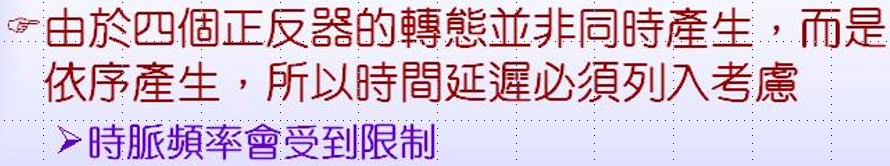 ☞由於四個正反器的轉態並非同時產生，而是
依序產生，所以時間延遲必須列入考慮
➢時脈頻率會受到限制